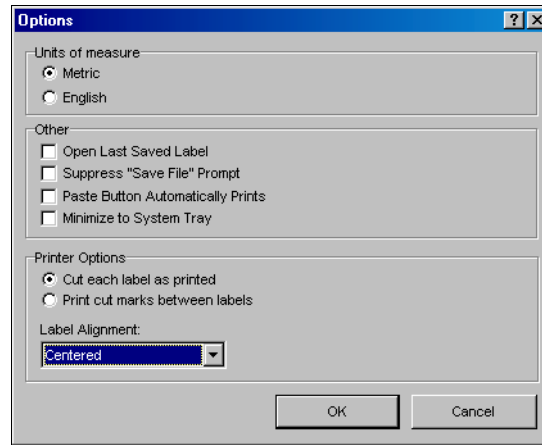 Options
Units of measure
Metric
English
Other
Open Last Saved Label
Suppress "Save File" Prompt
Paste Button Automatically Prints
Minimize to System Tray
Printer Options
Cut each label as printed
Print cut marks between labels
Label Alignment:
Centered
OK Cancel